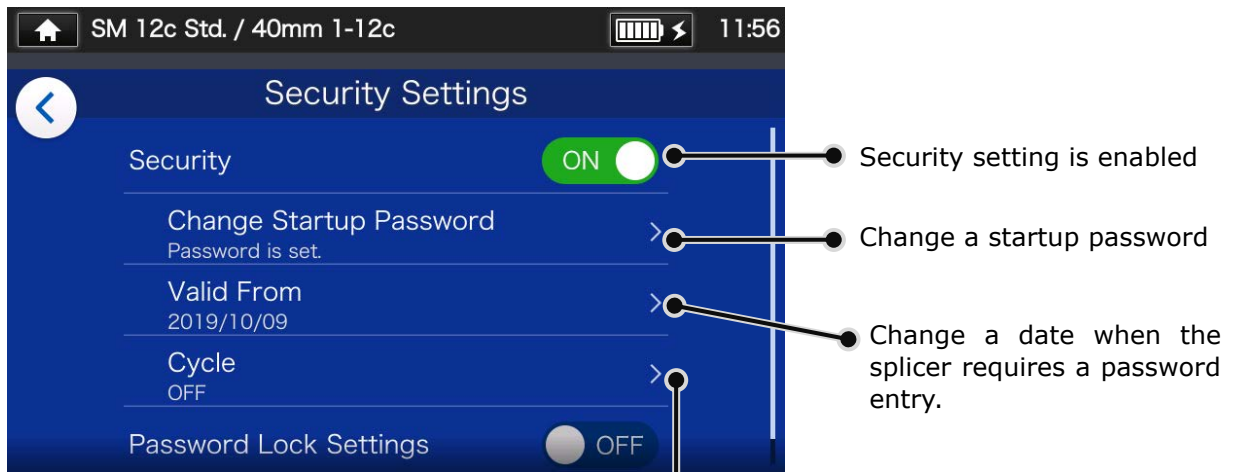 SM 12c Std. / 40mm 1-12c 11:56
Security Settings
Security ON
Security setting is enabled
Change Startup Password
Password is set.
Change a startup password
Valid From
2019/10/09
Change a date when the
splicer requires a password
entry.
Cycle
OFF
Password Lock Settings OFF